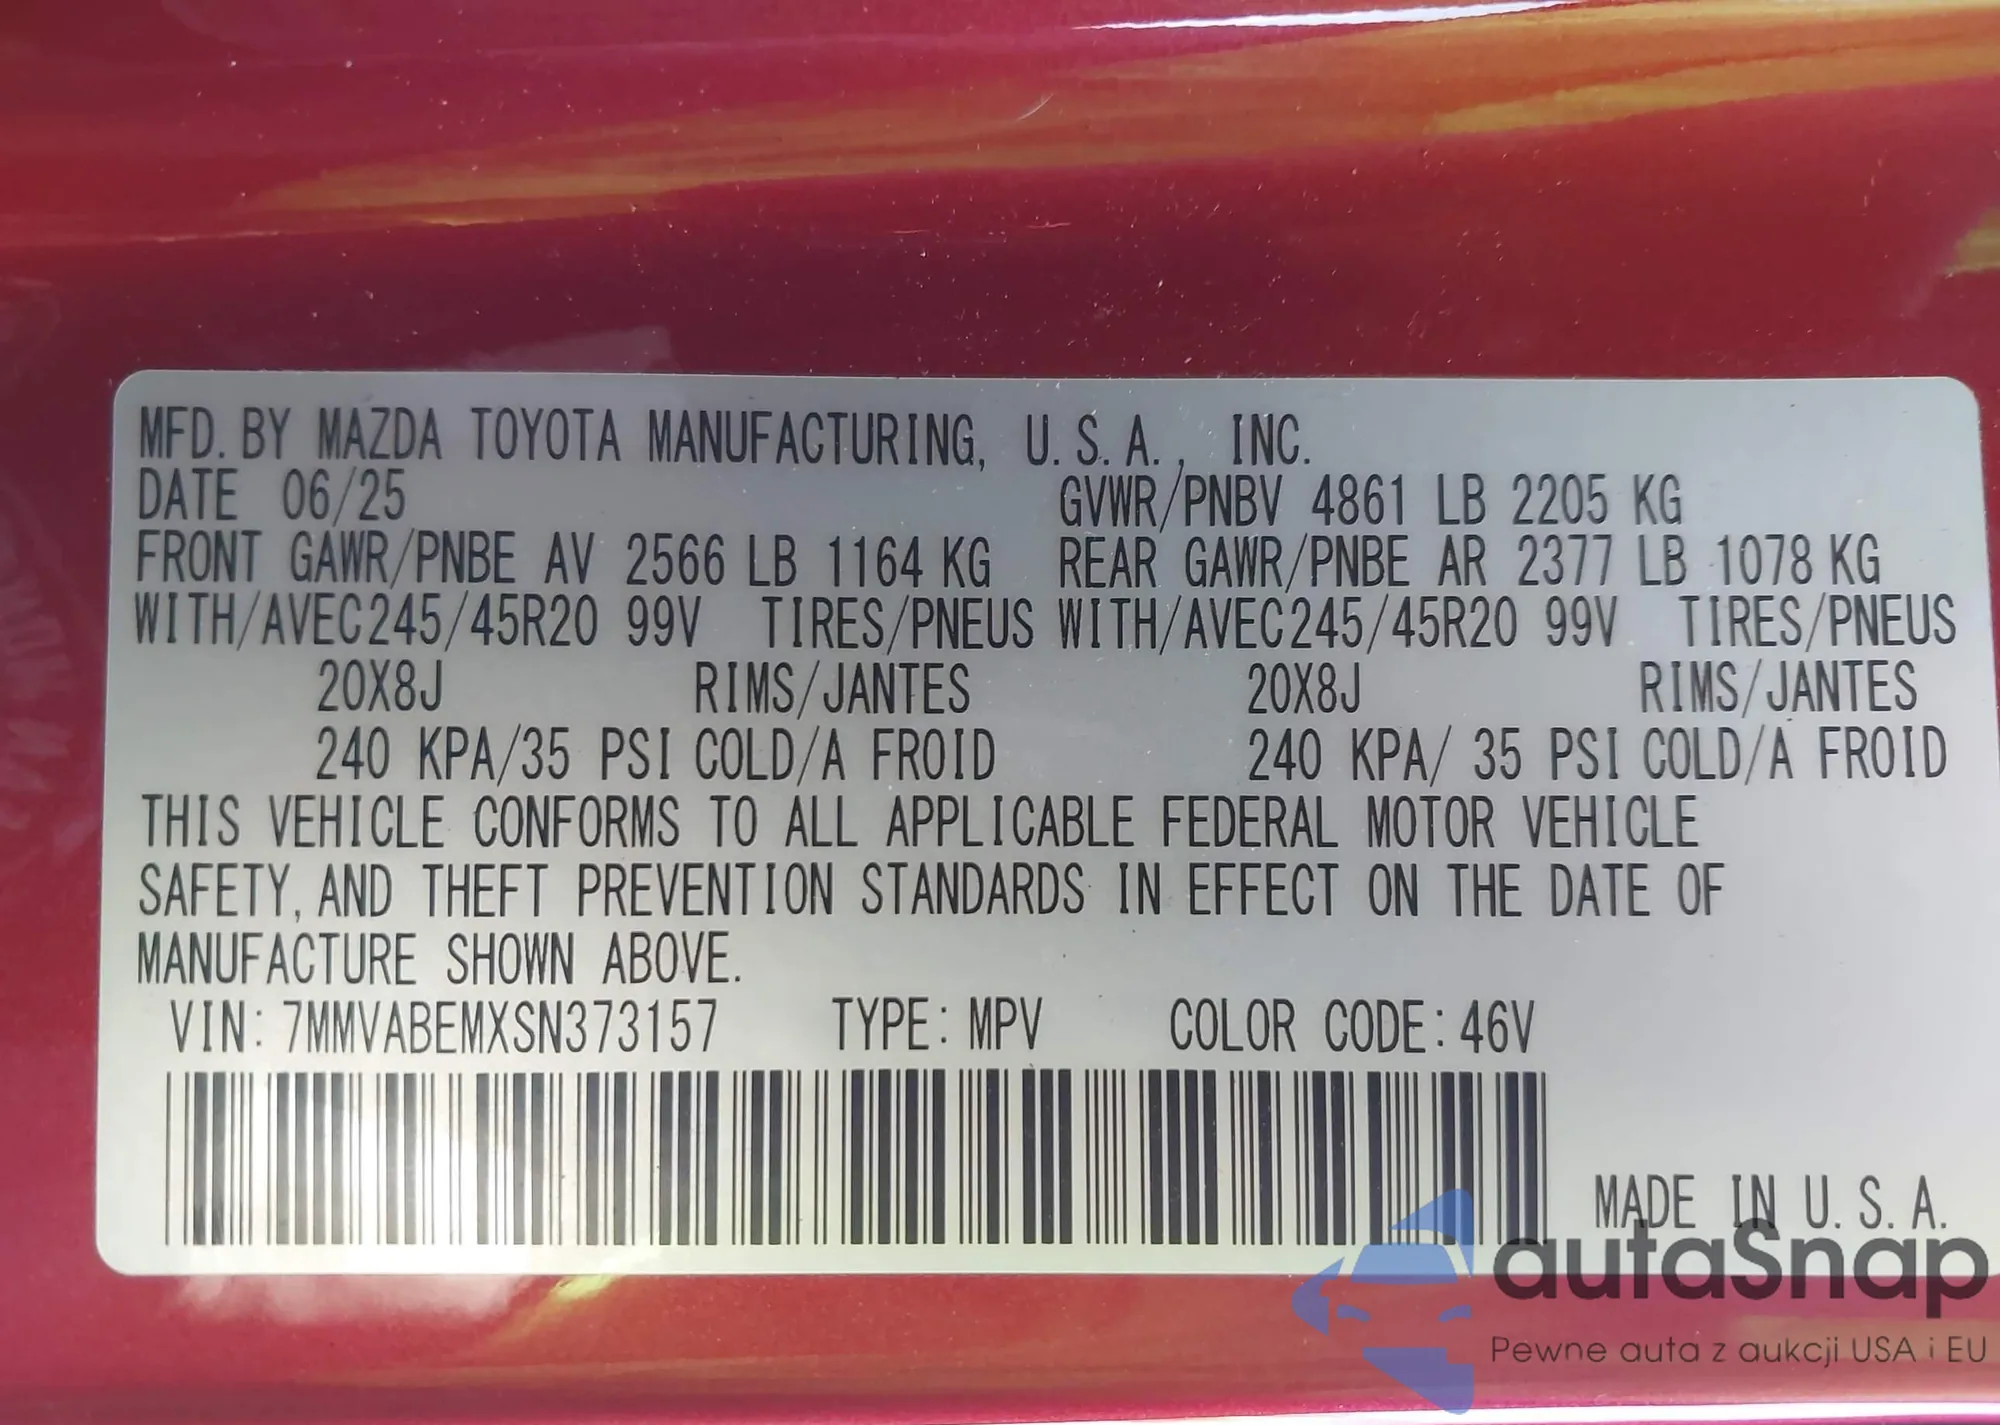 MFD. BY MAZDA TOYOTA MANUFACTURING, U.S.A., INC.
DATE 06/25 GVWR/PNBV 4861 LB 2205 KG
FRONT GAWR/PNBE AV 2566 LB 1164 KG REAR GAWR/PNBE AR 2377 LB 1078 KG
WITH/AVEC 245/45R20 99V TIRES/PNEUS WITH/AVEC 245/45R20 99V TIRES/PNEUS
20X8J RIMS/JANTES 20X8J RIMS/JANTES
240 KPA/35 PSI COLD/A FROID 240 KPA/ 35 PSI COLD/A FROID
THIS VEHICLE CONFORMS TO ALL APPLICABLE FEDERAL MOTOR VEHICLE
SAFETY, AND THEFT PREVENTION STANDARDS IN EFFECT ON THE DATE OF
MANUFACTURE SHOWN ABOVE.
VIN: 7MMVABEMXSN373157 TYPE: MPV COLOR CODE: 46V
MADE IN U.S.A.
autaSnap
Pewne auta z aukcji USA i EU